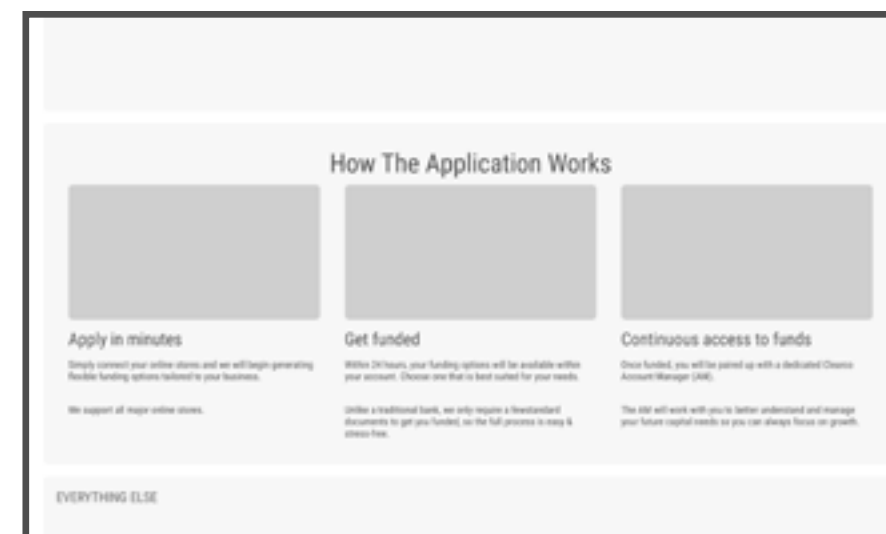 How The Application Works
Apply in minutes
Simply connect your online stores and we will begin generating
flexible funding options tailored to your business.
We support all major online stores.
Get funded
Within 24 hours, your funding options will be available within
your account. Choose one that is best suited for your needs.
Unlike a traditional bank, we only require a fewstandard
documents to get you funded, so the full process is easy &
stress-free.
Continuous access to funds
Once funded, you will be paired up with a dedicated Clearco
Account Manager (AM).
The AM will work with you to better understand and manage
your future capital needs so you can always focus on growth.
EVERYTHING ELSE